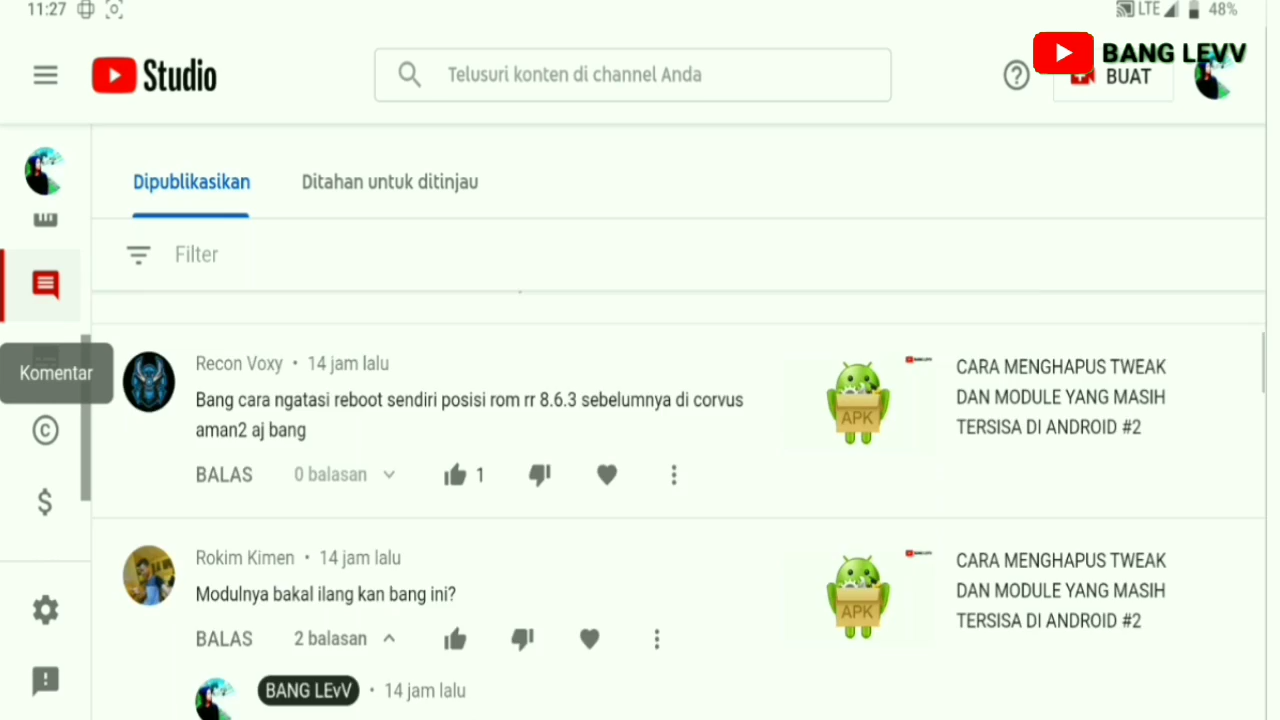 11:27
LTE 48%
BANG LEVV
Studio
Telusuri konten di channel Anda
BUAT
Dipublikasikan
Ditahan untuk ditinjau
Filter
Komentar
Recon Voxy • 14 jam lalu
Bang cara ngatasi reboot sendiri posisi rom rr 8.6.3 sebelumnya di corvus
aman2 aj bang
BALAS
0 balasan
1
APK
CARA MENGHAPUS TWEAK
DAN MODULE YANG MASIH
TERSISA DI ANDROID #2
Rokim Kimen • 14 jam lalu
Modulnya bakal ilang kan bang ini?
BALAS
2 balasan
APK
CARA MENGHAPUS TWEAK
DAN MODULE YANG MASIH
TERSISA DI ANDROID #2
BANG LEvV • 14 jam lalu